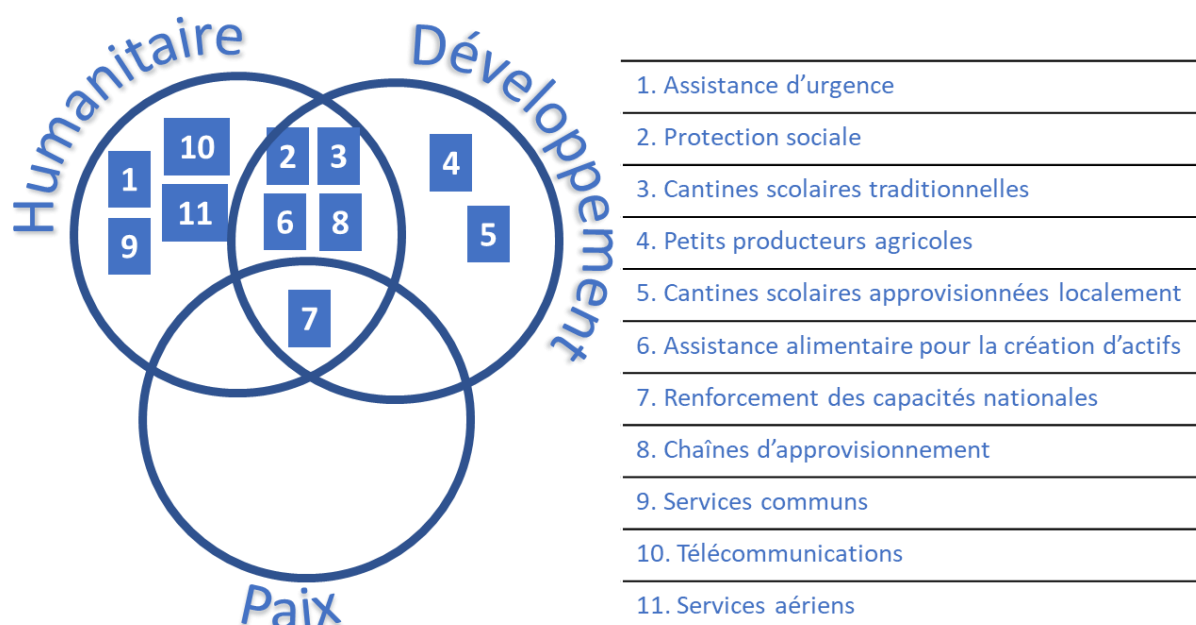 Humanitaire
Développement
10
2 3
4
1
11
6 8
5
9
7
Paix
1. Assistance d’urgence
2. Protection sociale
3. Cantines scolaires traditionnelles
4. Petits producteurs agricoles
5. Cantines scolaires approvisionnées localement
6. Assistance alimentaire pour la création d’actifs
7. Renforcement des capacités nationales
8. Chaînes d’approvisionnement
9. Services communs
10. Télécommunications
11. Services aériens